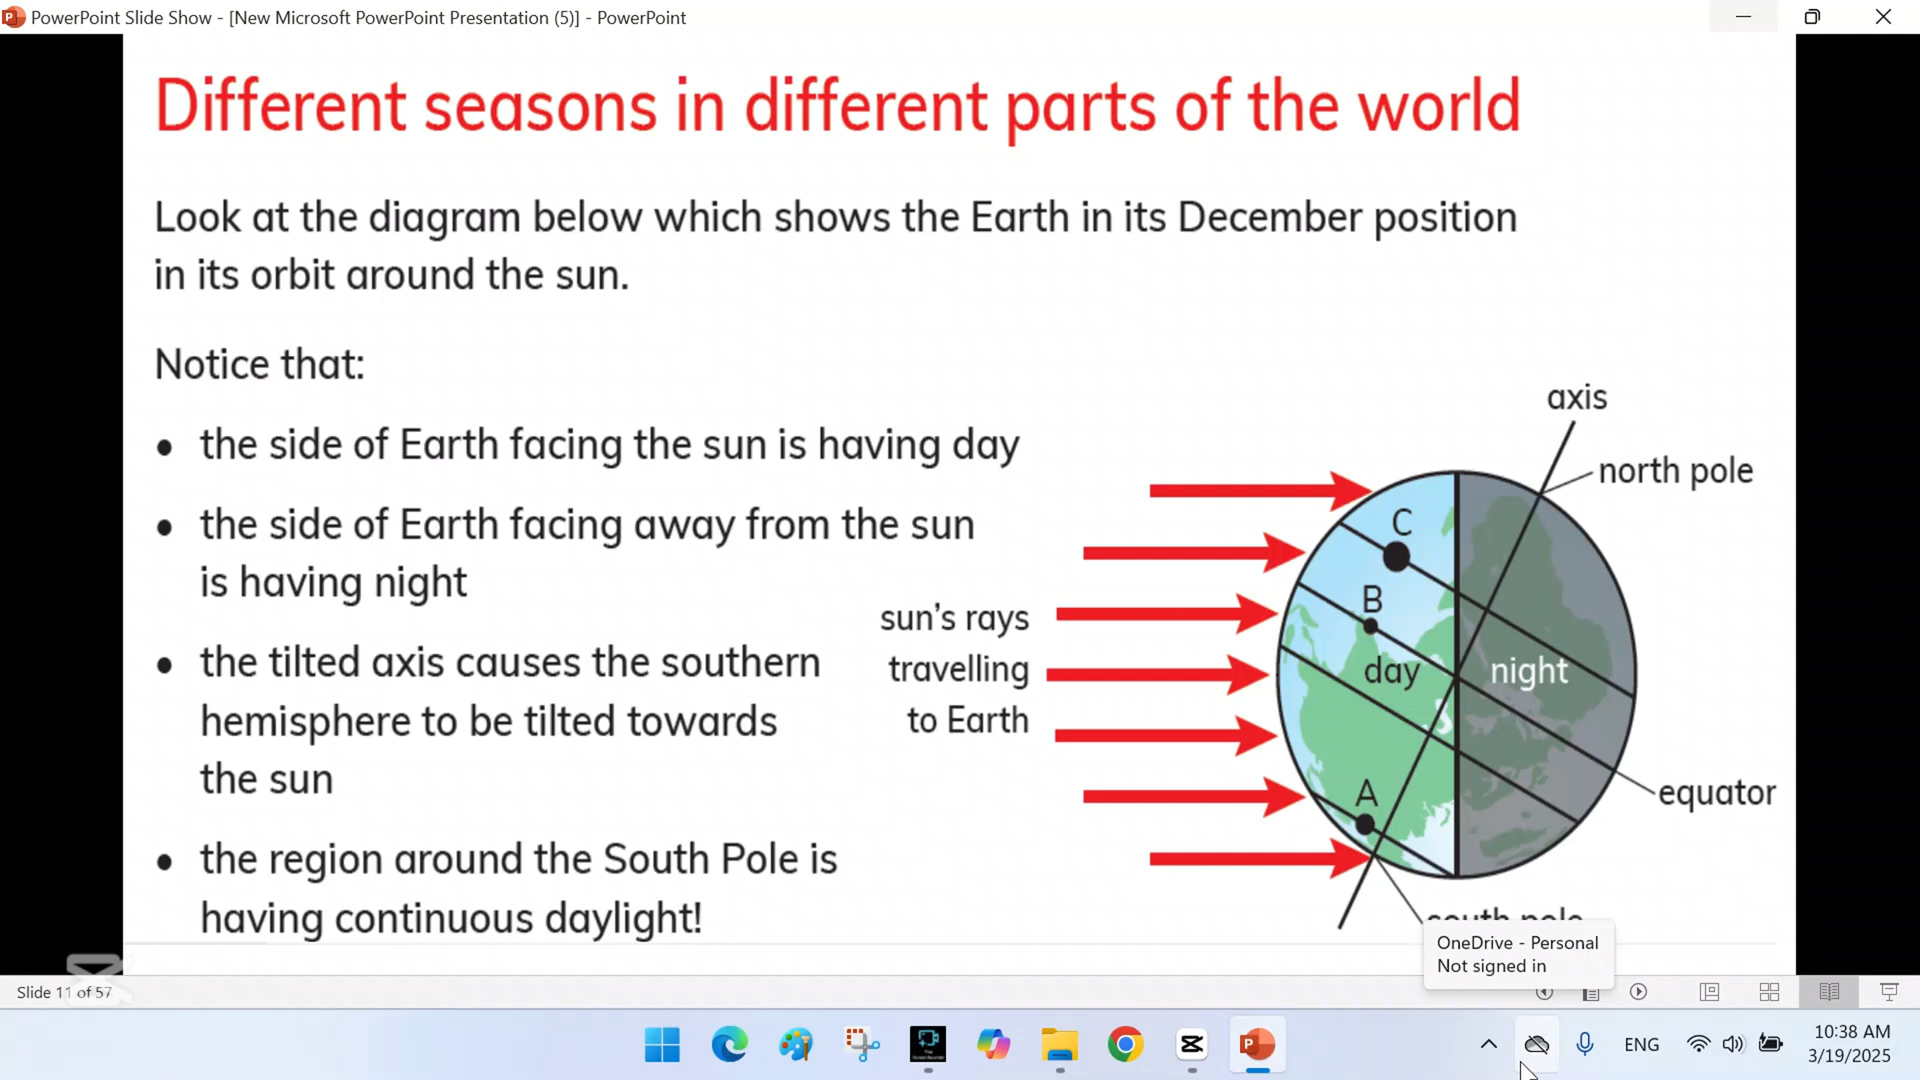 PowerPoint Slide Show - [New Microsoft PowerPoint Presentation (5)] - PowerPoint
Different seasons in different parts of the world
Look at the diagram below which shows the Earth in its December position
in its orbit around the sun.
Notice that:
• the side of Earth facing the sun is having day
• the side of Earth facing away from the sun
is having night
• the tilted axis causes the southern
hemisphere to be tilted towards
the sun
• the region around the South Pole is
having continuous daylight!
sun's rays
travelling
to Earth
axis
north pole
C
B
day
night
A
equator
south pole
OneDrive - Personal
Not signed in
Slide 11 of 57
ENG
10:38 AM
3/19/2025